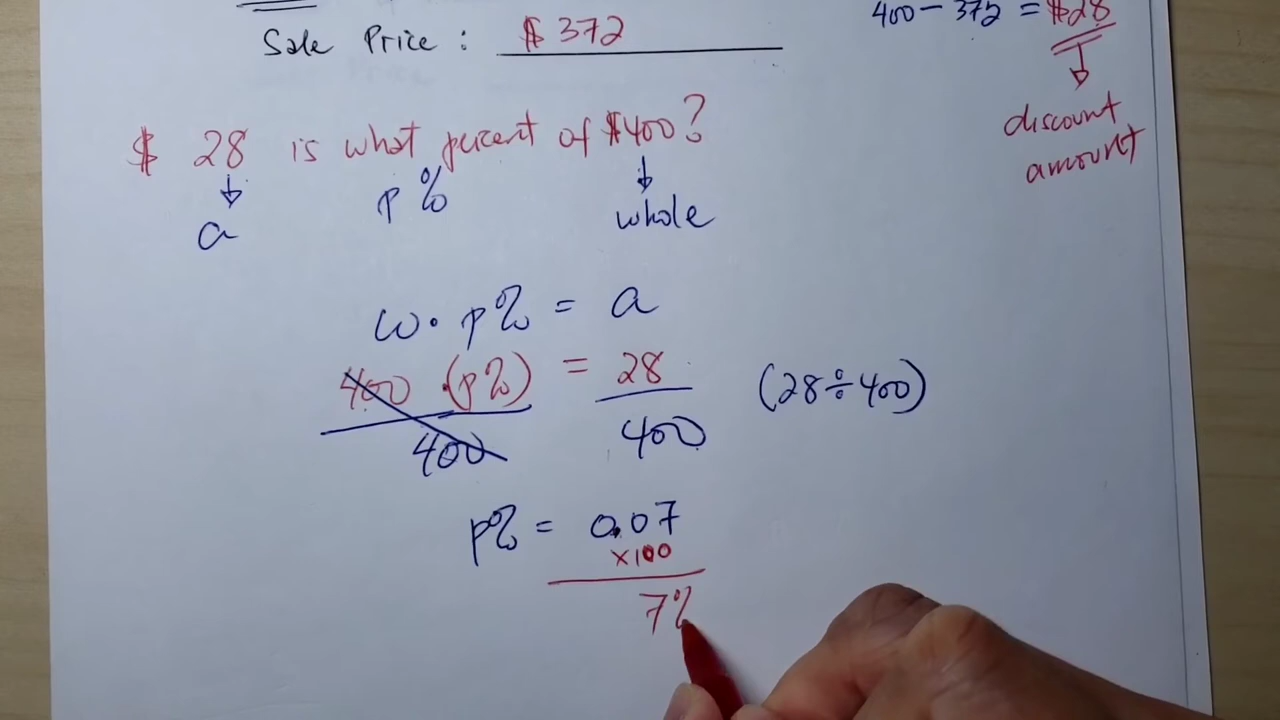 400 - 372 = $28
Sale Price : $ 372
discount
amount
$ 28 is what percent of $400?
a p% whole
w · p% = a
400 · (p%) = 28 (28 ÷ 400)
400 400
p% = 0.07
×100
7%